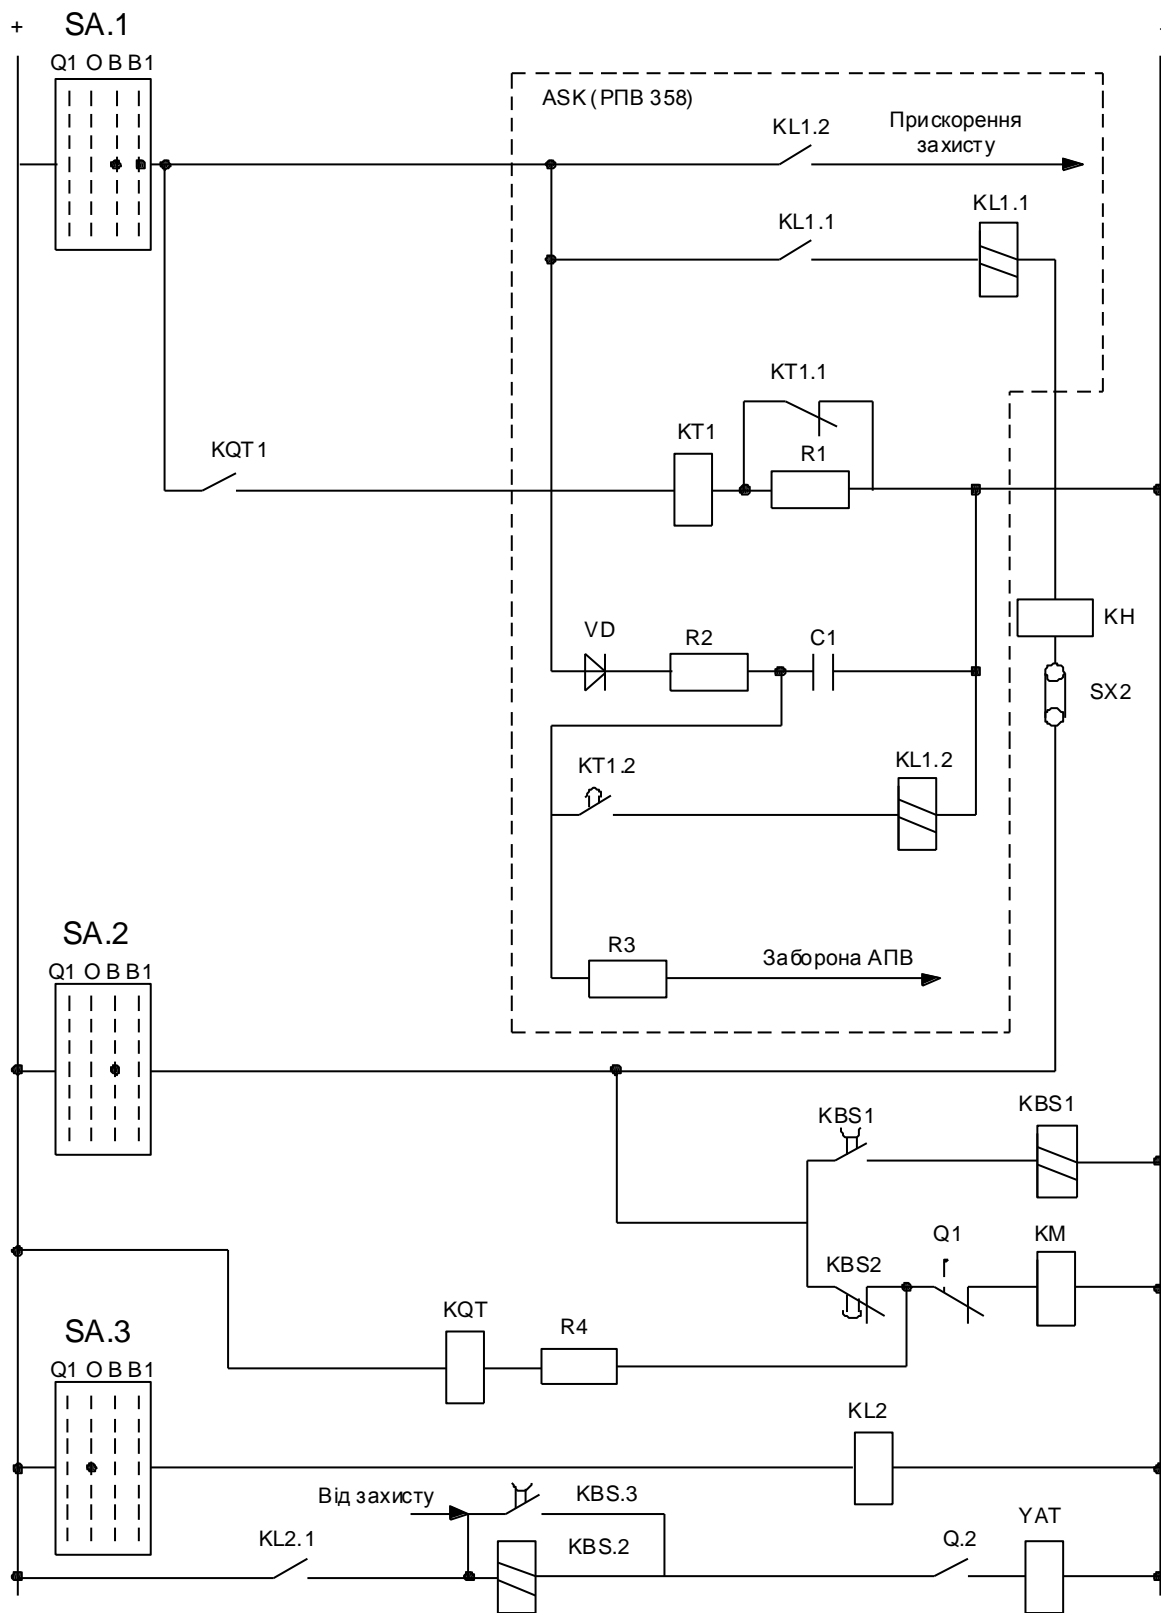 + SA.1 -
Q1 O B B1
ASK (РПВ 358)
KL1.2
Прискорення
захисту
KL1.1
KL1.1
KT1.1
KQT1
KT1
R1
VD
R2
C1
KH
SX2
KT1.2
KL1.2
SA.2
Q1 O B B1
R3
Заборона АПВ
KBS1
KBS1
Q1
KM
KBS2
KQT
R4
SA.3
Q1 O B B1
KL2
Від захисту
KBS.3
YAT
KL2.1
KBS.2
Q.2